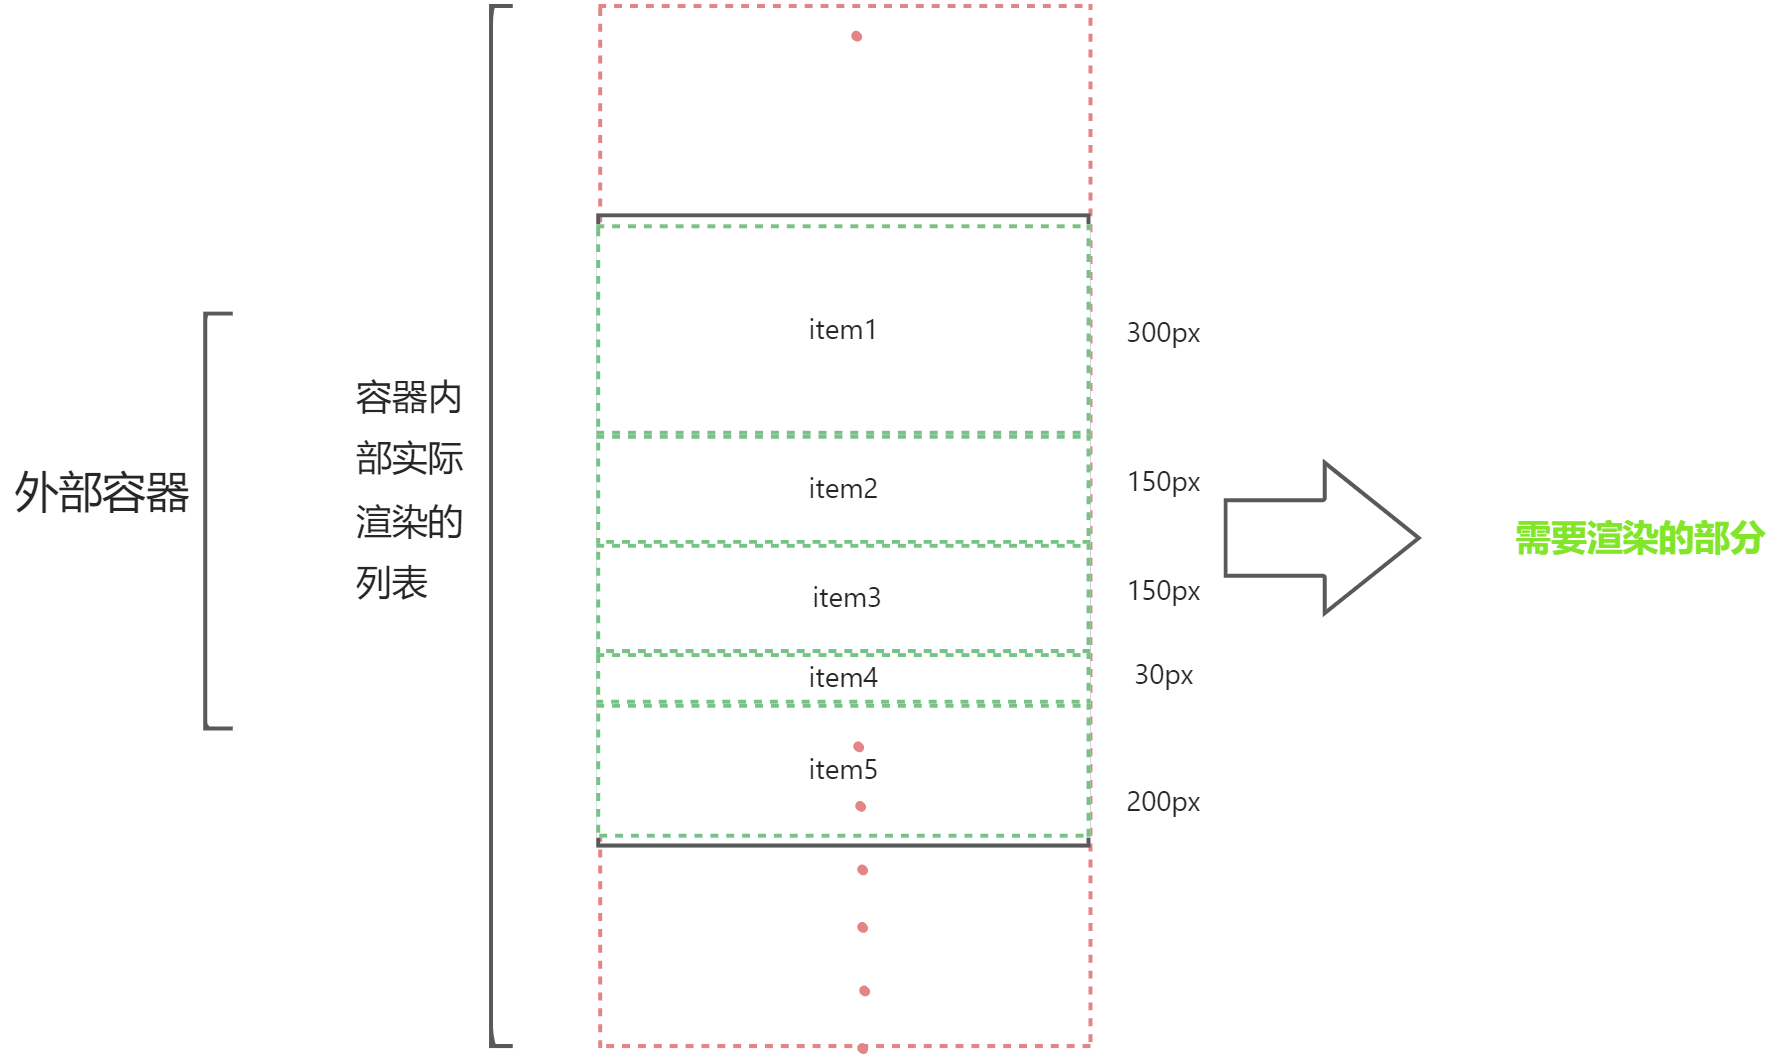 外部容器
容器内
部实际
渲染的
列表
item1
300px
item2
150px
item3
150px
item4
30px
item5
200px
需要渲染的部分